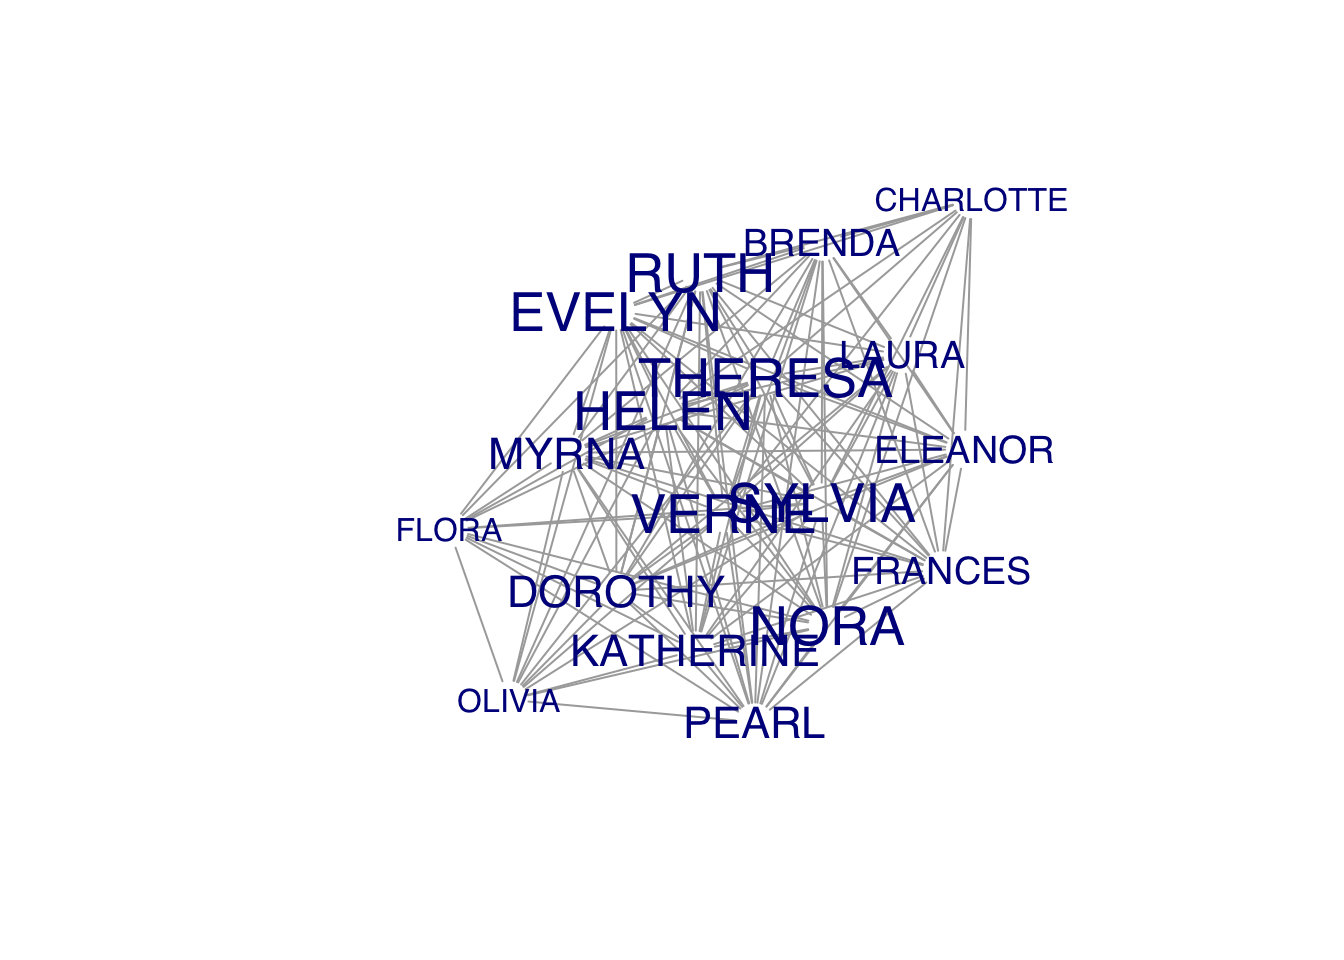 CHARLOTTE
BRENDA
RUTH
EVELYN
LAURA
THERESA
HELEN
MYRNA
ELEANOR
SYLVIA
VERNE
FLORA
FRANCES
DOROTHY
NORA
KATHERINE
OLIVIA
PEARL